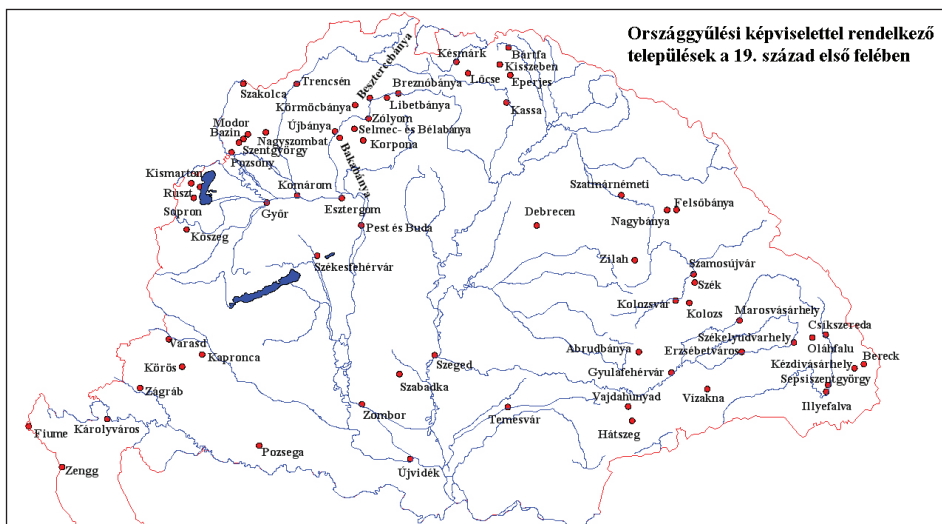 Országgyűlési képviselettel rendelkező
települések a 19. század első felében
Bártfa
Késmárk
Kisszeben
Lőcse
Eperjes
Trencsén
Besztercebánya
Breznóbánya
Szakolca
Körmöcbánya
Libetbánya
Kassa
Zólyom
Modor
Újbánya
Selmec- és Bélabánya
Bazin
Nagyszombat
Korpona
Szentgyörgy
Pozsony
Bakabánya
Kismarton
Ruszt
Komárom
Szatmárnémeti
Felsőbánya
Sopron
Győr
Esztergom
Nagybánya
Debrecen
Pest és Buda
Kőszeg
Székesfehérvár
Zilah
Szamosújvár
Szék
Kolozsvár
Kolozs
Marosvásárhely
Csíkszereda
Székelyudvarhely
Oláhfalu
Varasd
Kapronca
Abrudbánya
Erzsébetváros
Bereck
Szeged
Kézdivásárhely
Körös
Gyulafehérvár
Szabadka
Sepsiszentgyörgy
Zágráb
Vajdahunyad
Vizakna
Illyefalva
Zombor
Temesvár
Károlyváros
Hátszeg
Fiume
Pozsega
Újvidék
Zengg